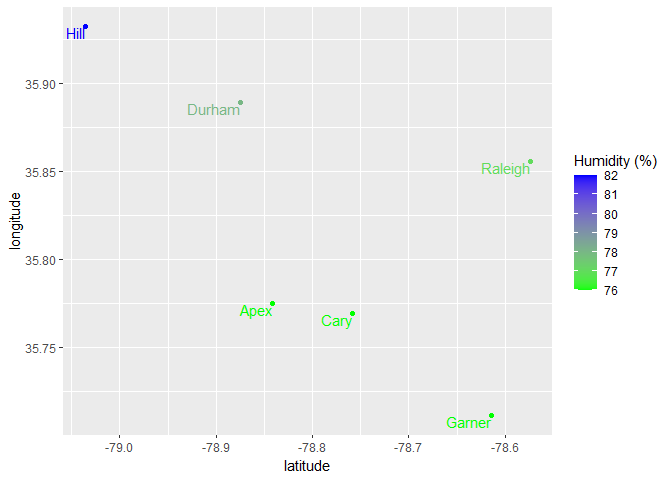 Hill
35.90
Durham
Raleigh
35.85
longitude
35.80
Apex
Cary
35.75
Garner
-79.0
-78.9
-78.8
-78.7
-78.6
latitude
Humidity (%)
82
81
80
79
78
77
76